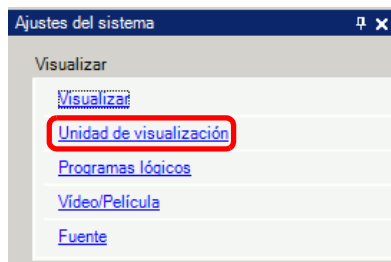 Ajustes del sistema
Visualizar
Visualizar
Unidad de visualización
Programas lógicos
Vídeo/Película
Fuente